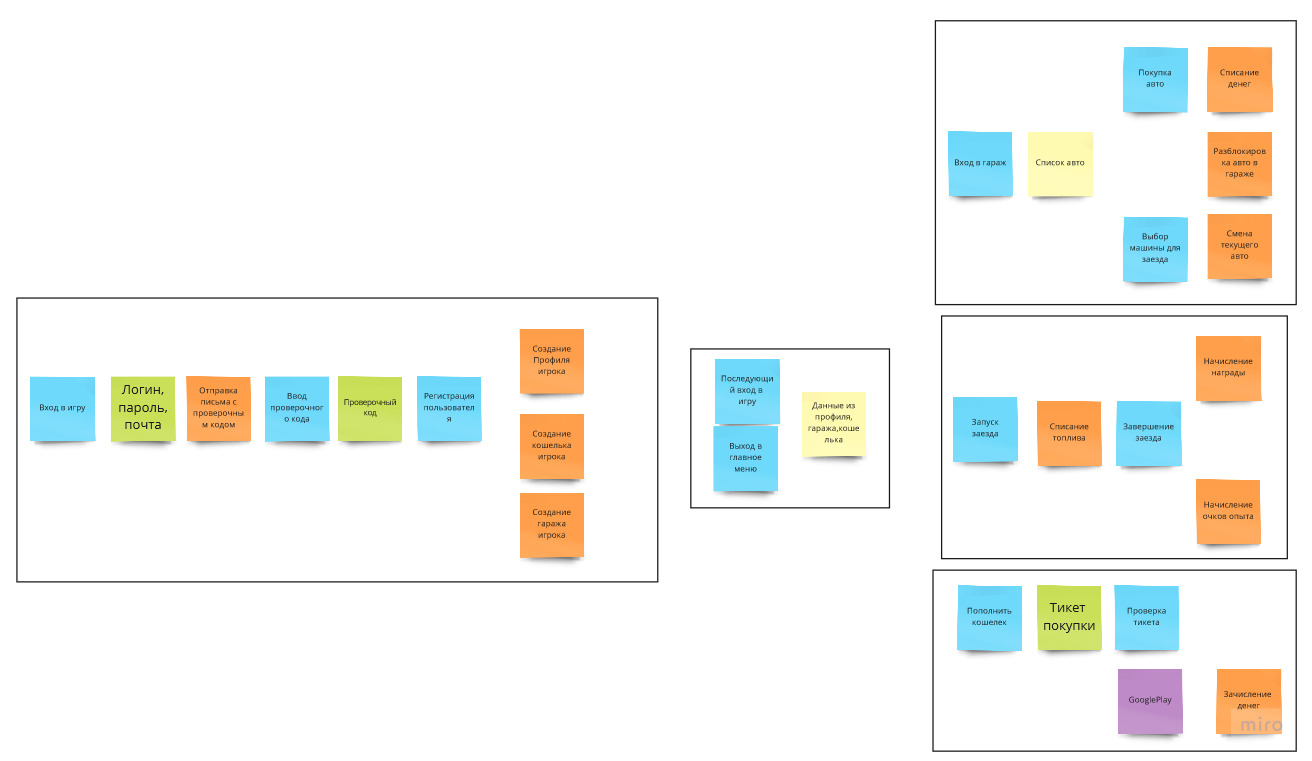 Покупка
авто
Списание
денег
Вход в гараж
Список авто
Разблокиров
ка авто в
гараже
Выбор
машины для
заезда
Смена
текущего
авто
Вход в игру
Логин,
пароль,
почта
Отправка
письма с
проверочны
м кодом
Ввод
проверочног
о кода
Проверочный
код
Регистрация
пользовател
я
Создание
Профиля
игрока
Создание
кошелька
игрока
Создание
гаража
игрока
Последующи
й вход в
игру
Выход в
главное
меню
Данные из
профиля,
гаража,коше
лька
Запуск
заезда
Списание
топлива
Завершение
заезда
Начисление
награды
Начисление
очков опыта
Пополнить
кошелек
Тикет
покупки
Проверка
тикета
GooglePlay
Зачисление
денег
miro